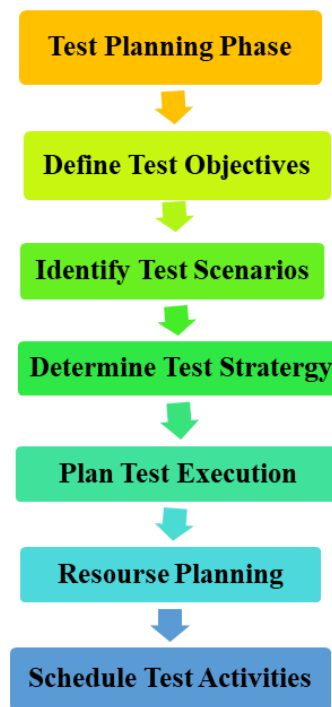 Test Planning Phase
Define Test Objectives
Identify Test Scenarios
Determine Test Stratergy
Plan Test Execution
Resourse Planning
Schedule Test Activities